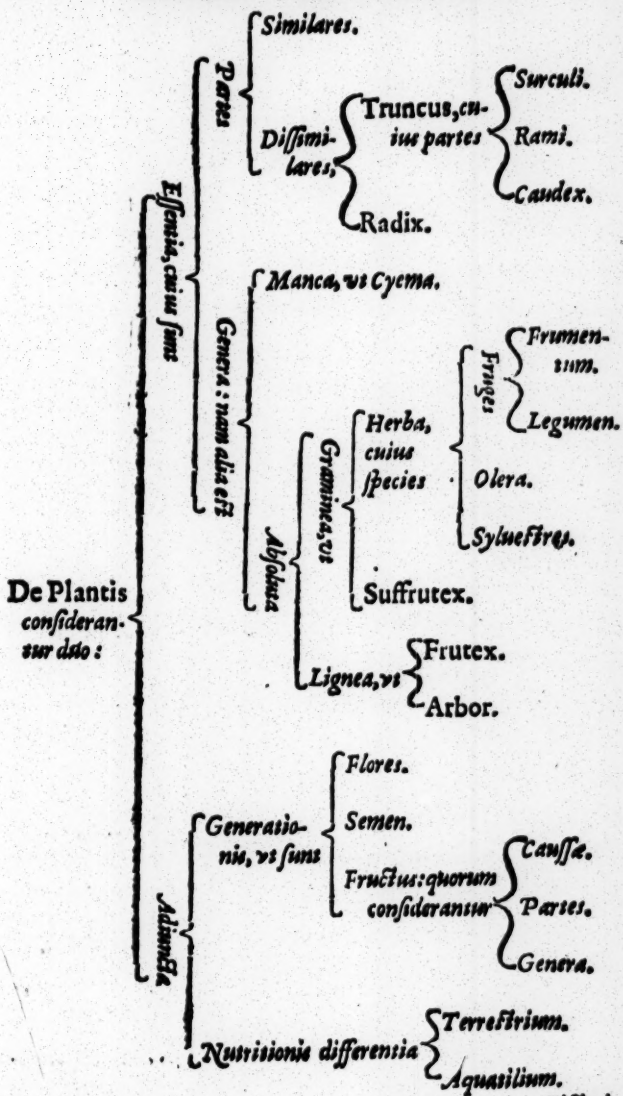 De Plantis
conſideran-
tur duo:
Eſſentia, cuius ſunt
Partes
Similares.
Diſſimi-
lares,
Truncus, cu-
ius partes
Surculi.
Rami.
Caudex.
Radix.
Genera: nam alia eſt
Manca, vt Cyema.
Abſoluta
Graminea, vt
Herba,
cuius
ſpecies
Fruges
Frumen-
tum.
Legumen.
Olera.
Sylueſtres.
Suffrutex.
Lignea, vt
Frutex.
Arbor.
Adiuncta
Generatio-
nis, vt ſunt
Flores.
Semen.
Fructus: quorum
conſiderantur
Cauſſæ.
Partes.
Genera.
Nutritionis differentia
Terreſtrium.
Aquatilium.